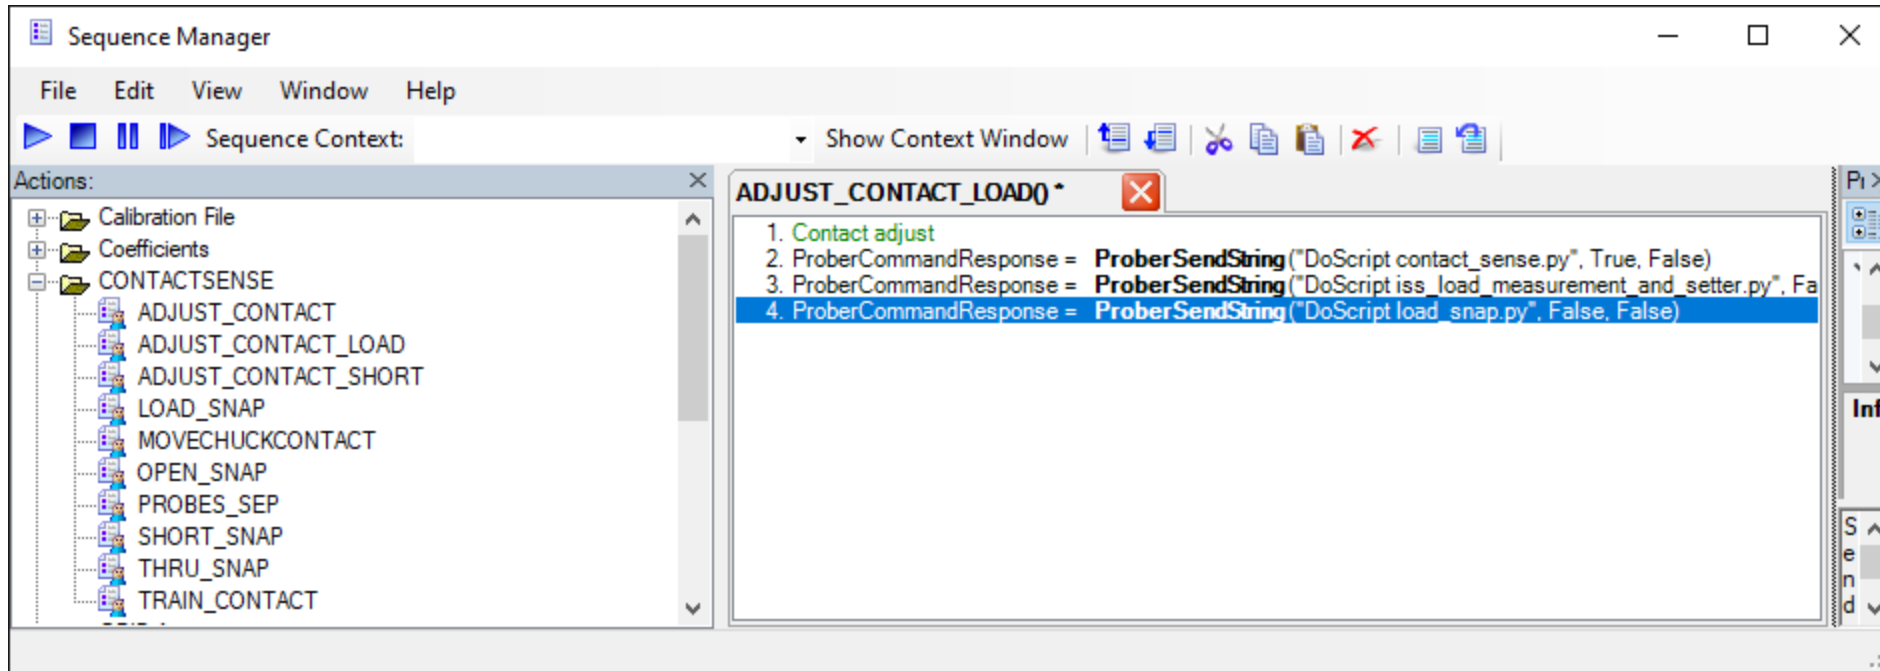 Sequence Manager
File Edit View Window Help
Sequence Context: Show Context Window
Actions:
Calibration File
Coefficients
CONTACTSENSE
ADJUST_CONTACT
ADJUST_CONTACT_LOAD
ADJUST_CONTACT_SHORT
LOAD_SNAP
MOVECHUCKCONTACT
OPEN_SNAP
PROBES_SEP
SHORT_SNAP
THRU_SNAP
TRAIN_CONTACT
ADJUST_CONTACT_LOAD() *
1. Contact adjust
2. ProberCommandResponse = ProberSendString("DoScript contact_sense.py", True, False)
3. ProberCommandResponse = ProberSendString("DoScript iss_load_measurement_and_setter.py", Fa
4. ProberCommandResponse = ProberSendString("DoScript load_snap.py", False, False)
Inf
S
e
n
d